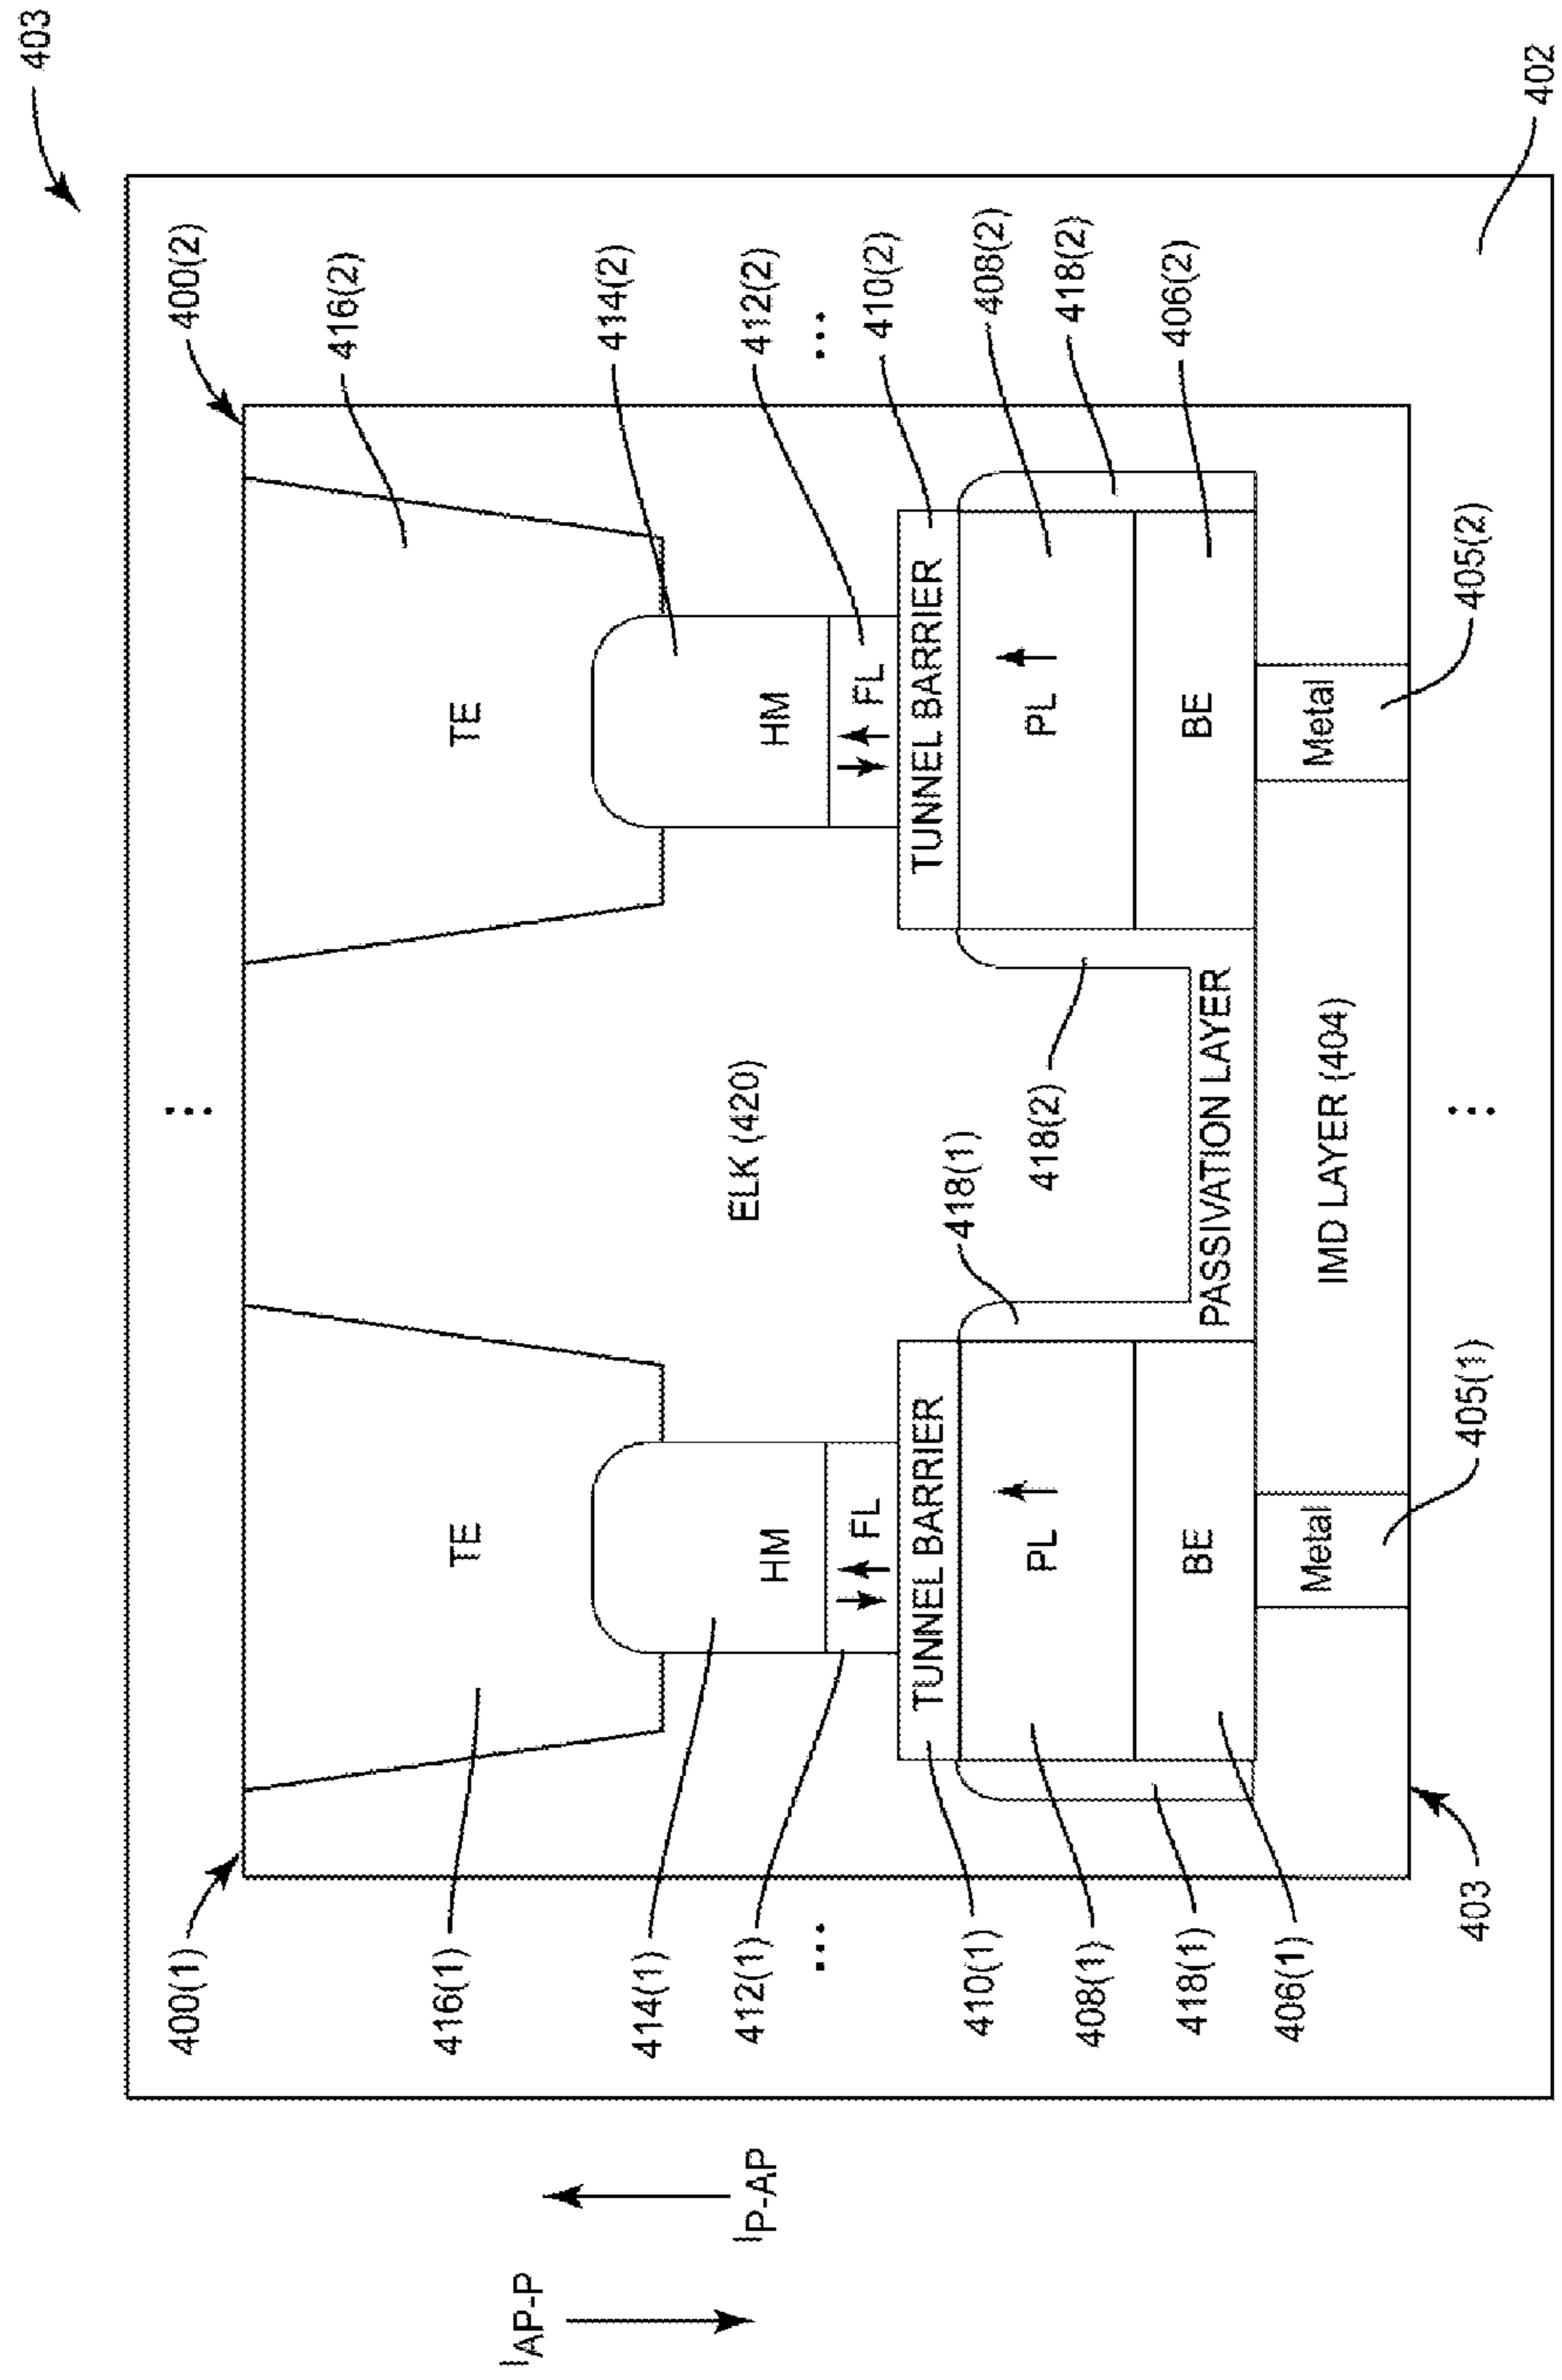 403
400(1)
400(2)
416(2)
416(1)
TE
TE
I_AP-P
I_P-AP
414(2)
414(1)
HM
ELK (420)
HM
412(1)
412(2)
FL
FL
...
...
...
410(2)
TUNNEL BARRIER
TUNNEL BARRIER
410(1)
418(1)
408(2)
PL
418(2)
PL
418(2)
408(1)
406(2)
418(1)
BE
PASSIVATION LAYER
BE
406(1)
Metal
IMD LAYER (404)
Metal
405(1)
...
405(2)
403
402